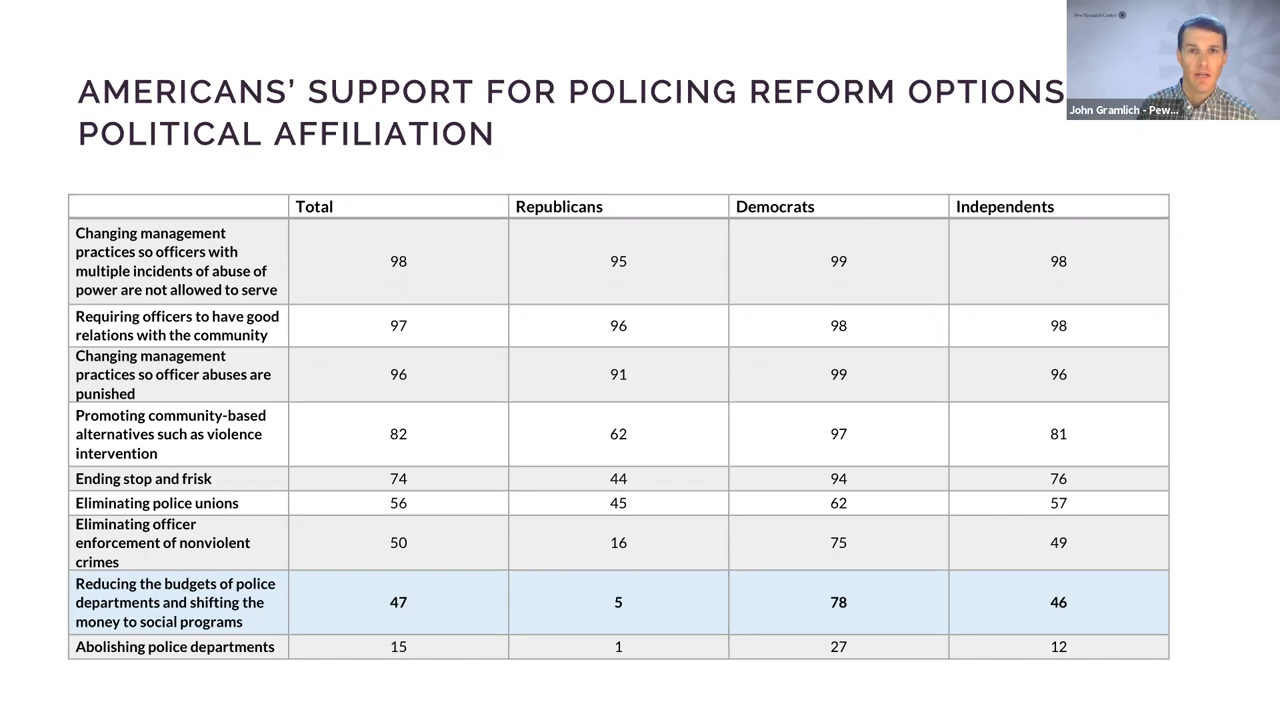 Pew Research Center
AMERICANS’ SUPPORT FOR POLICING REFORM OPTIONS
POLITICAL AFFILIATION
John Gramlich - Pew...
Total Republicans Democrats Independents
Changing management
practices so officers with
multiple incidents of abuse of
power are not allowed to serve
98 95 99 98
Requiring officers to have good
relations with the community
97 96 98 98
Changing management
practices so officer abuses are
punished
96 91 99 96
Promoting community-based
alternatives such as violence
intervention
82 62 97 81
Ending stop and frisk 74 44 94 76
Eliminating police unions 56 45 62 57
Eliminating officer
enforcement of nonviolent
crimes
50 16 75 49
Reducing the budgets of police
departments and shifting the
money to social programs
47 5 78 46
Abolishing police departments 15 1 27 12